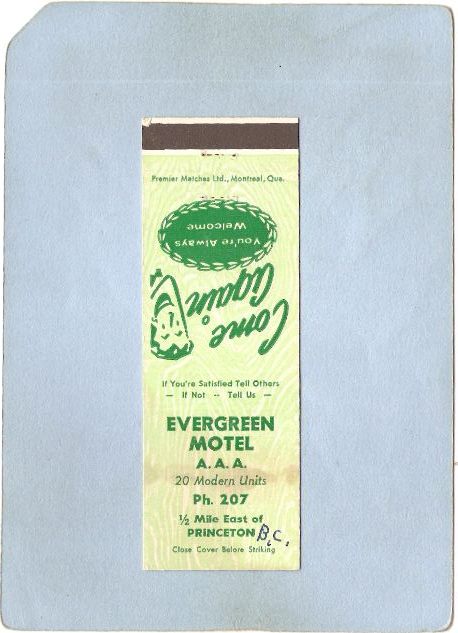 Premier Matches Ltd., Montreal, Que.
You're Always
Welcome
Come
Again
If You're Satisfied Tell Others
— If Not -- Tell Us —
EVERGREEN
MOTEL
A. A. A.
20 Modern Units
Ph. 207
½ Mile East of
PRINCETON B.C.
Close Cover Before Striking